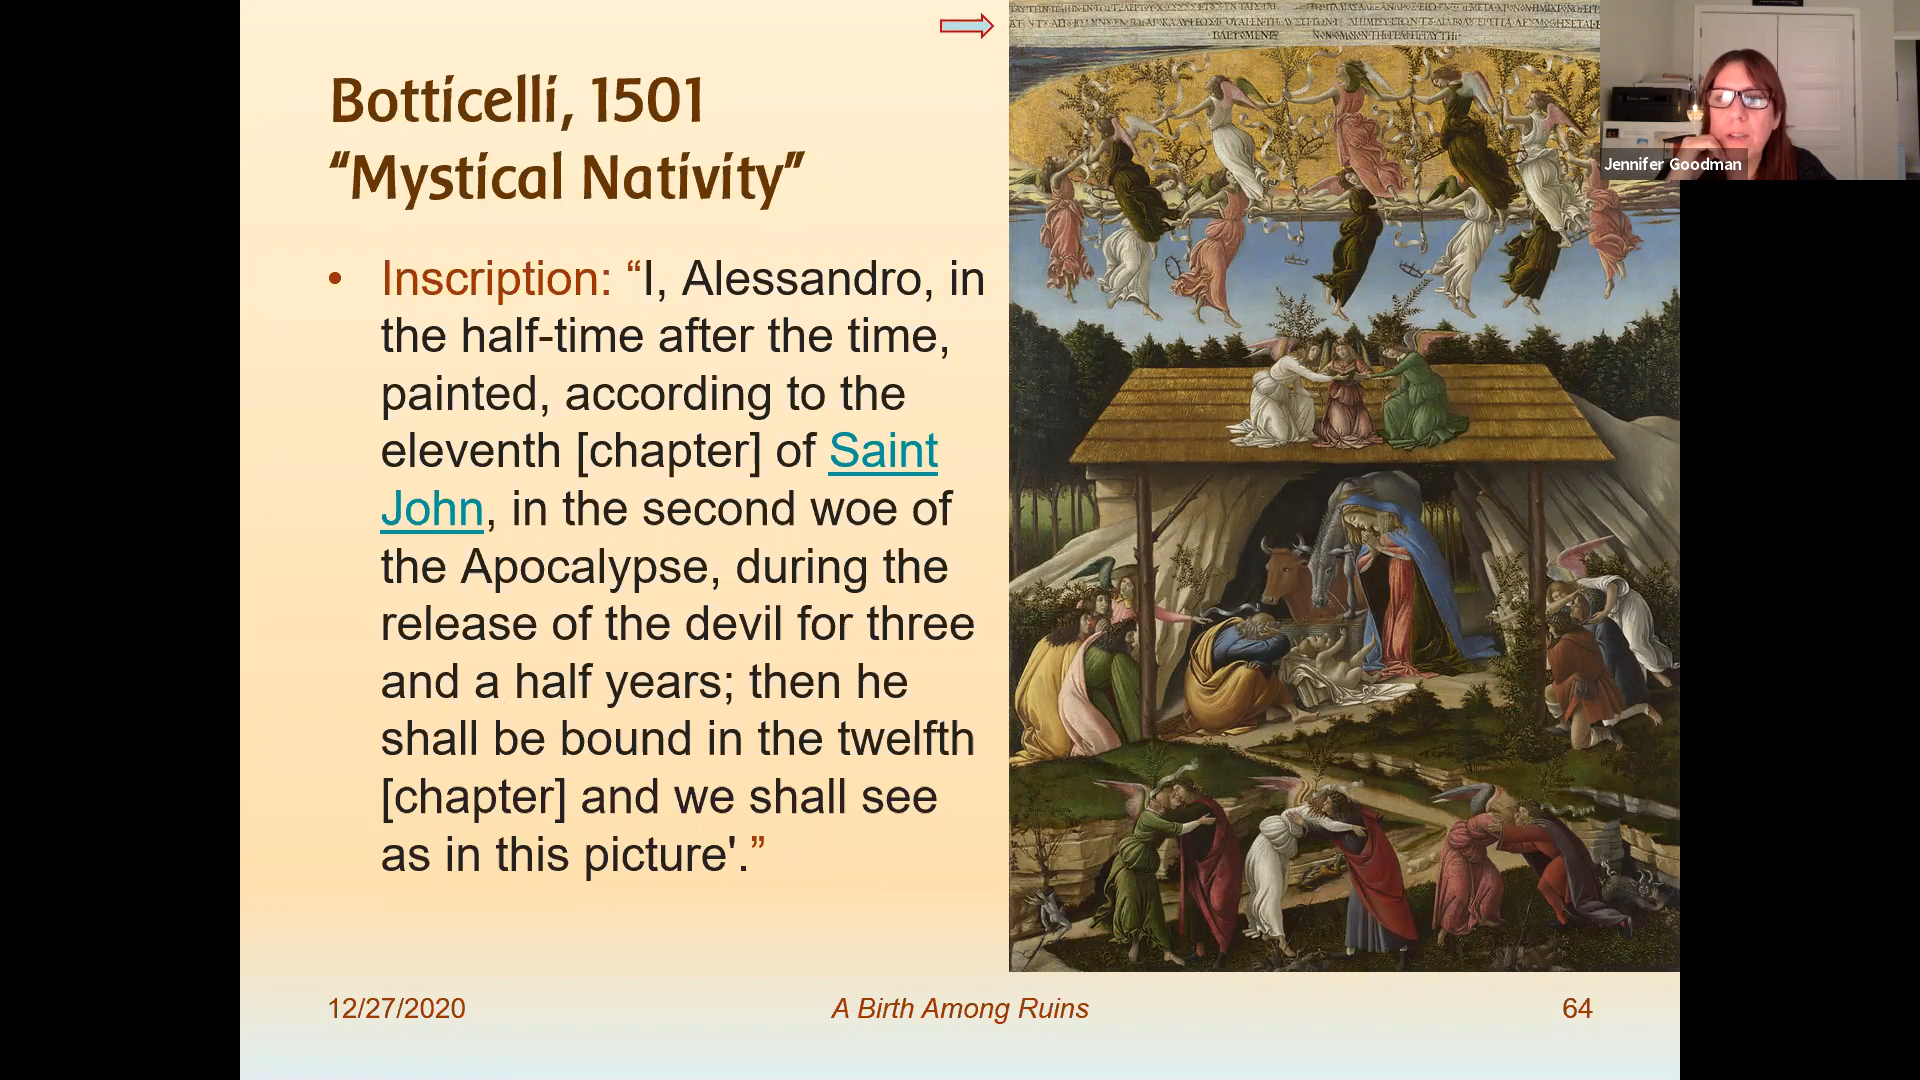 Botticelli, 1501
“Mystical Nativity”
• Inscription: “I, Alessandro, in
the half-time after the time,
painted, according to the
eleventh [chapter] of Saint
John, in the second woe of
the Apocalypse, during the
release of the devil for three
and a half years; then he
shall be bound in the twelfth
[chapter] and we shall see
as in this picture'.”
12/27/2020
A Birth Among Ruins
64
Jennifer Goodman